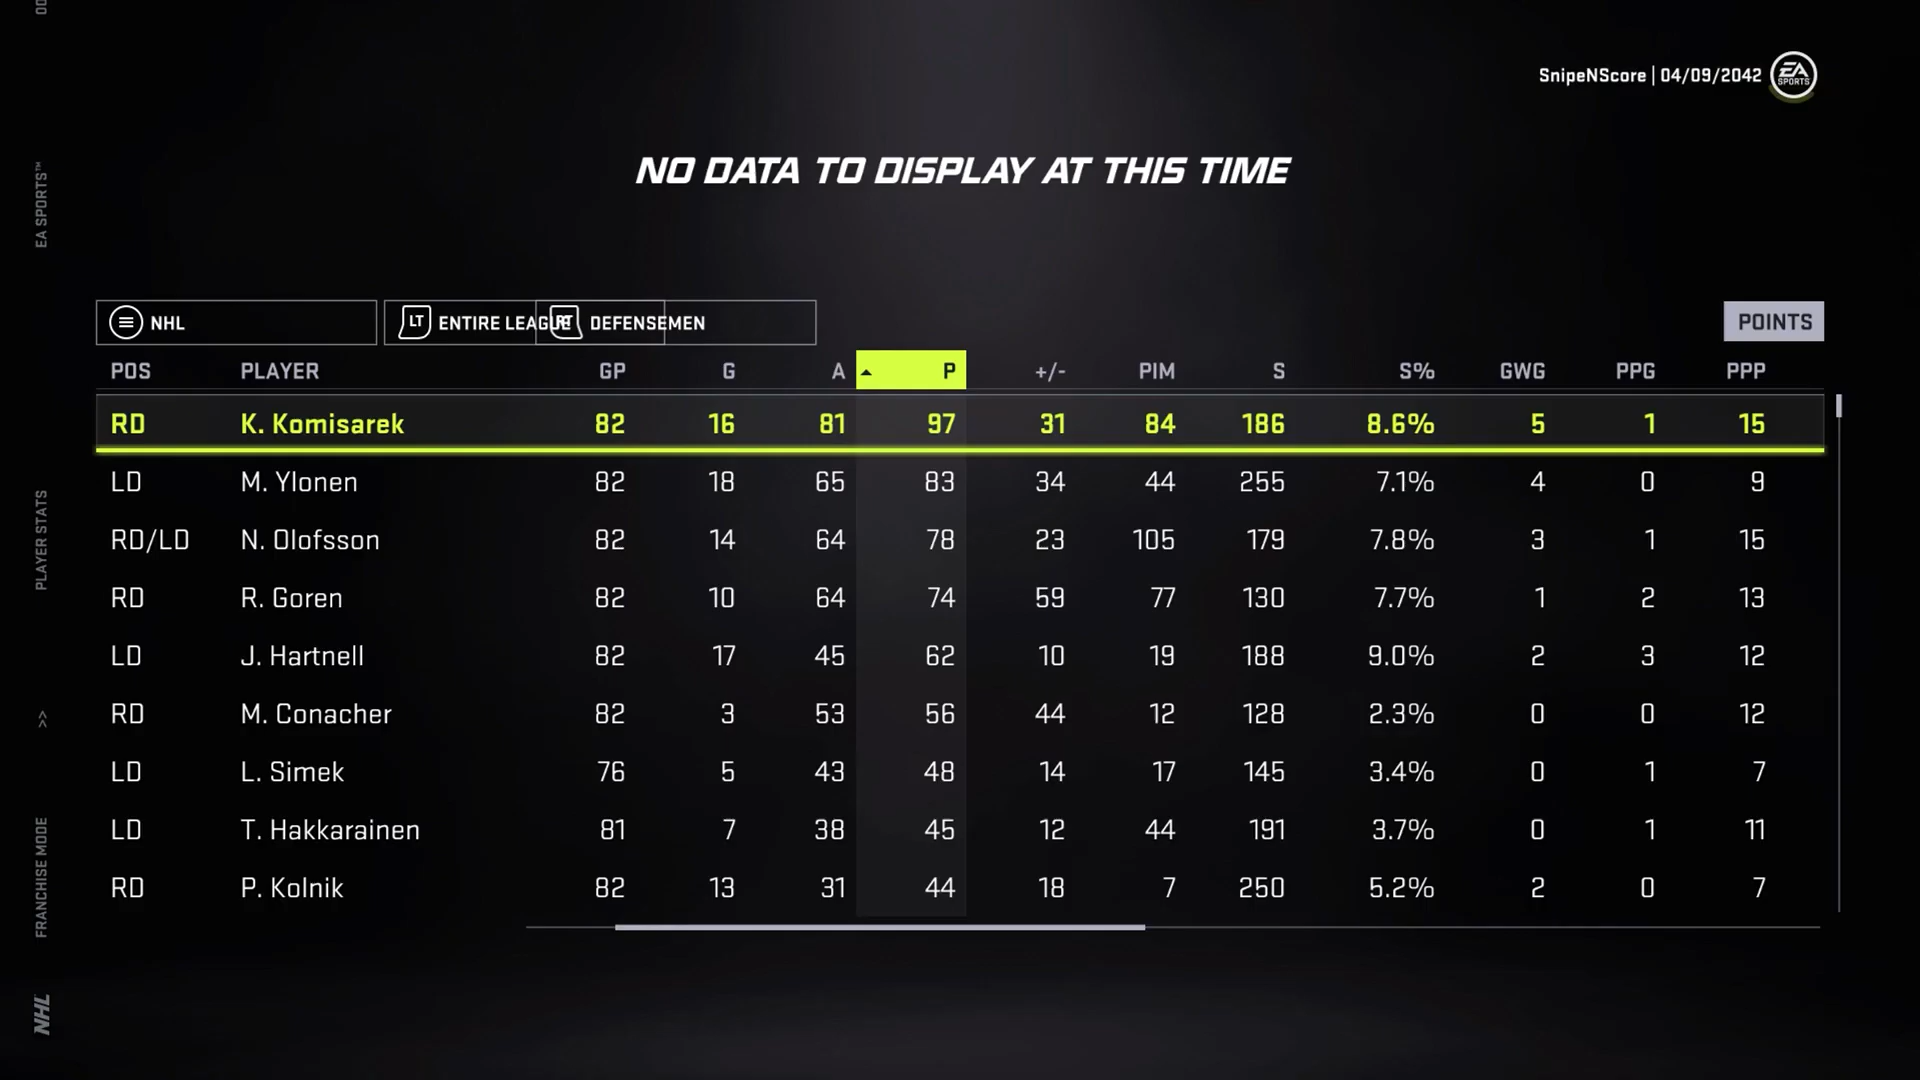 SnipeNScore | 04/09/2042
EA SPORTS
NO DATA TO DISPLAY AT THIS TIME
NHL LT ENTIRE LEAGUE RT DEFENSEMEN POINTS
POS PLAYER GP G A P +/- PIM S S% GWG PPG PPP
RD K. Komisarek 82 16 81 97 31 84 186 8.6% 5 1 15
LD M. Ylonen 82 18 65 83 34 44 255 7.1% 4 0 9
RD/LD N. Olofsson 82 14 64 78 23 105 179 7.8% 3 1 15
RD R. Goren 82 10 64 74 59 77 130 7.7% 1 2 13
LD J. Hartnell 82 17 45 62 10 19 188 9.0% 2 3 12
RD M. Conacher 82 3 53 56 44 12 128 2.3% 0 0 12
LD L. Simek 76 5 43 48 14 17 145 3.4% 0 1 7
LD T. Hakkarainen 81 7 38 45 12 44 191 3.7% 0 1 11
RD P. Kolnik 82 13 31 44 18 7 250 5.2% 2 0 7
NHL
FRANCHISE MODE
>>
PLAYER STATS
EA SPORTS™